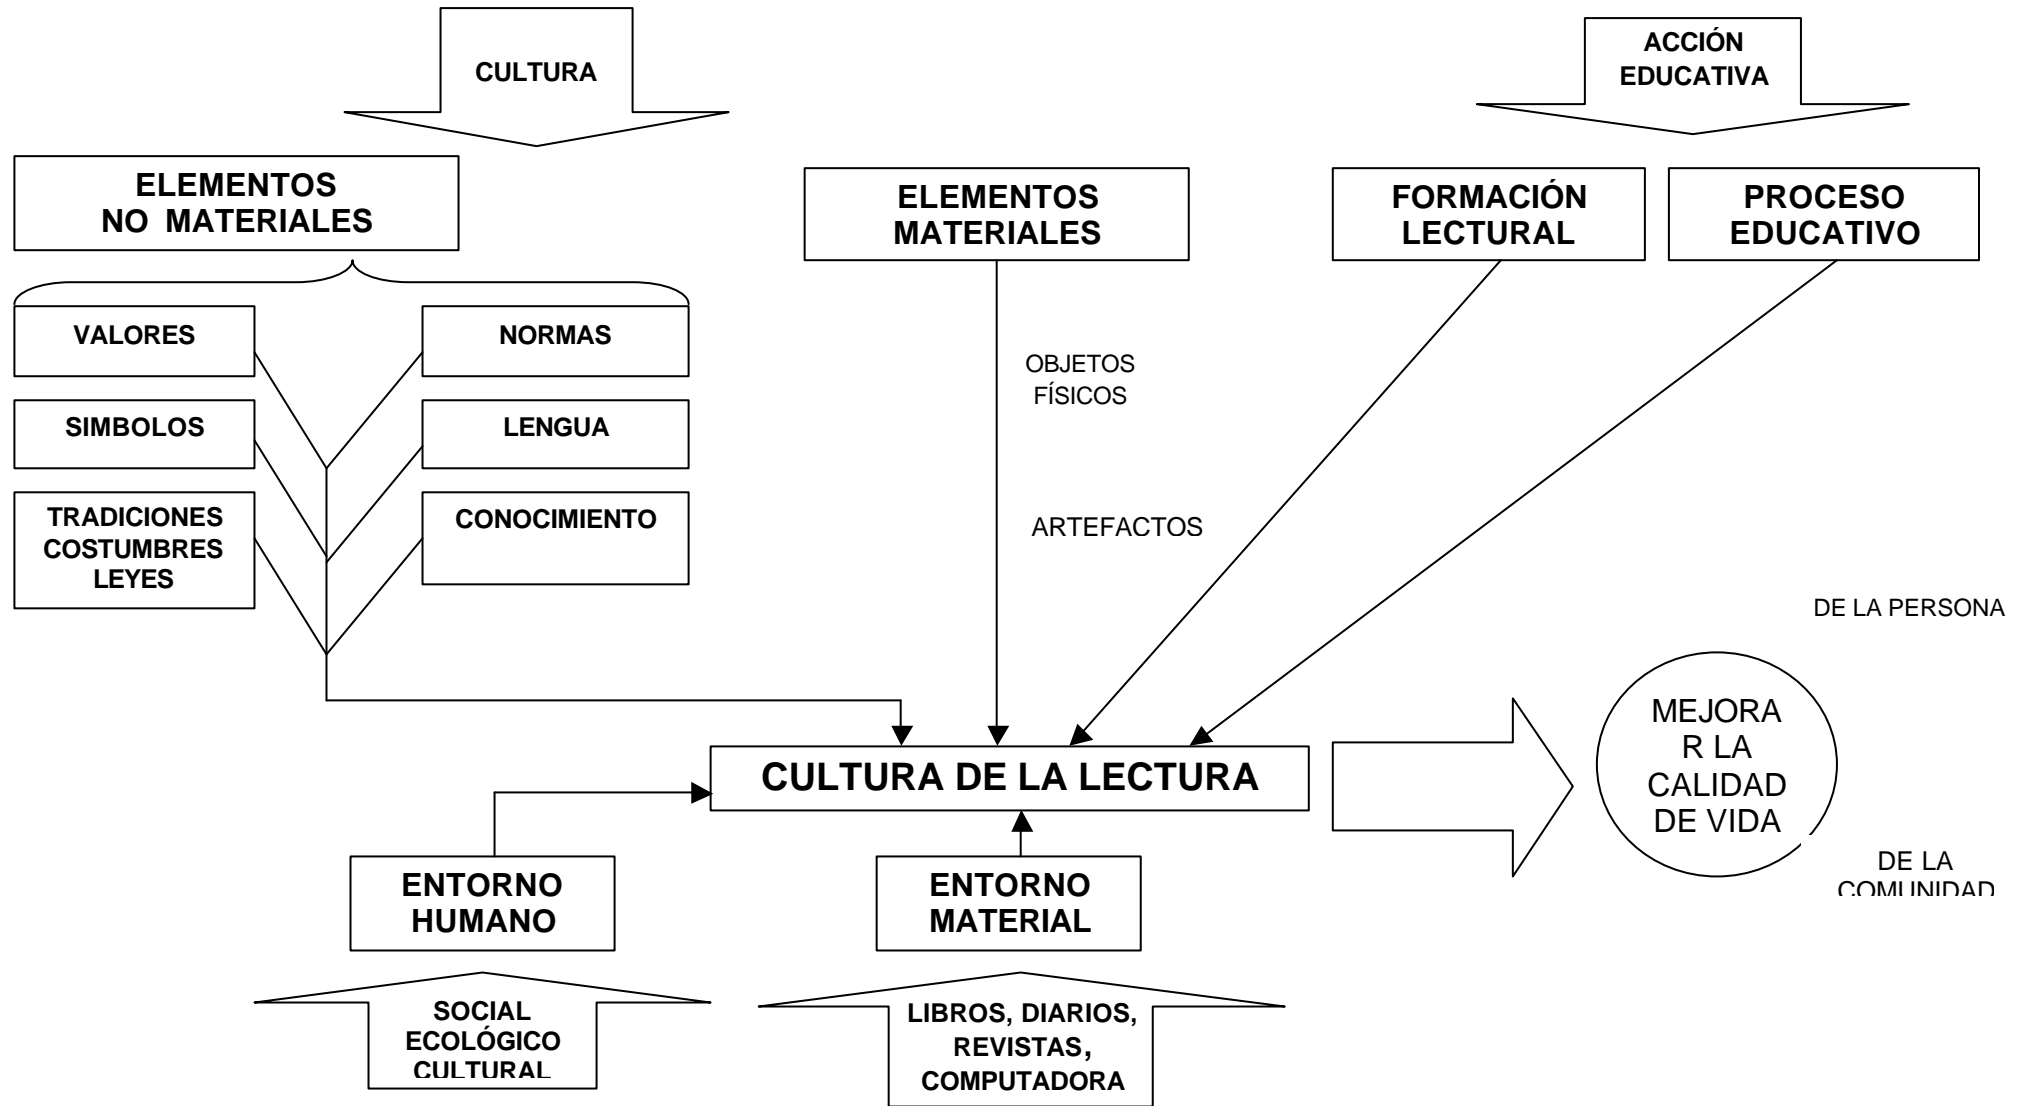 CULTURA
ACCIÓN
EDUCATIVA
ELEMENTOS
NO MATERIALES
ELEMENTOS
MATERIALES
FORMACIÓN
LECTURAL
PROCESO
EDUCATIVO
VALORES
NORMAS
OBJETOS
FÍSICOS
SIMBOLOS
LENGUA
TRADICIONES
COSTUMBRES
LEYES
CONOCIMIENTO
ARTEFACTOS
DE LA PERSONA
CULTURA DE LA LECTURA
MEJORA
R LA
CALIDAD
DE VIDA
DE LA
COMUNIDAD
ENTORNO
HUMANO
ENTORNO
MATERIAL
SOCIAL
ECOLÓGICO
CULTURAL
LIBROS, DIARIOS,
REVISTAS,
COMPUTADORA